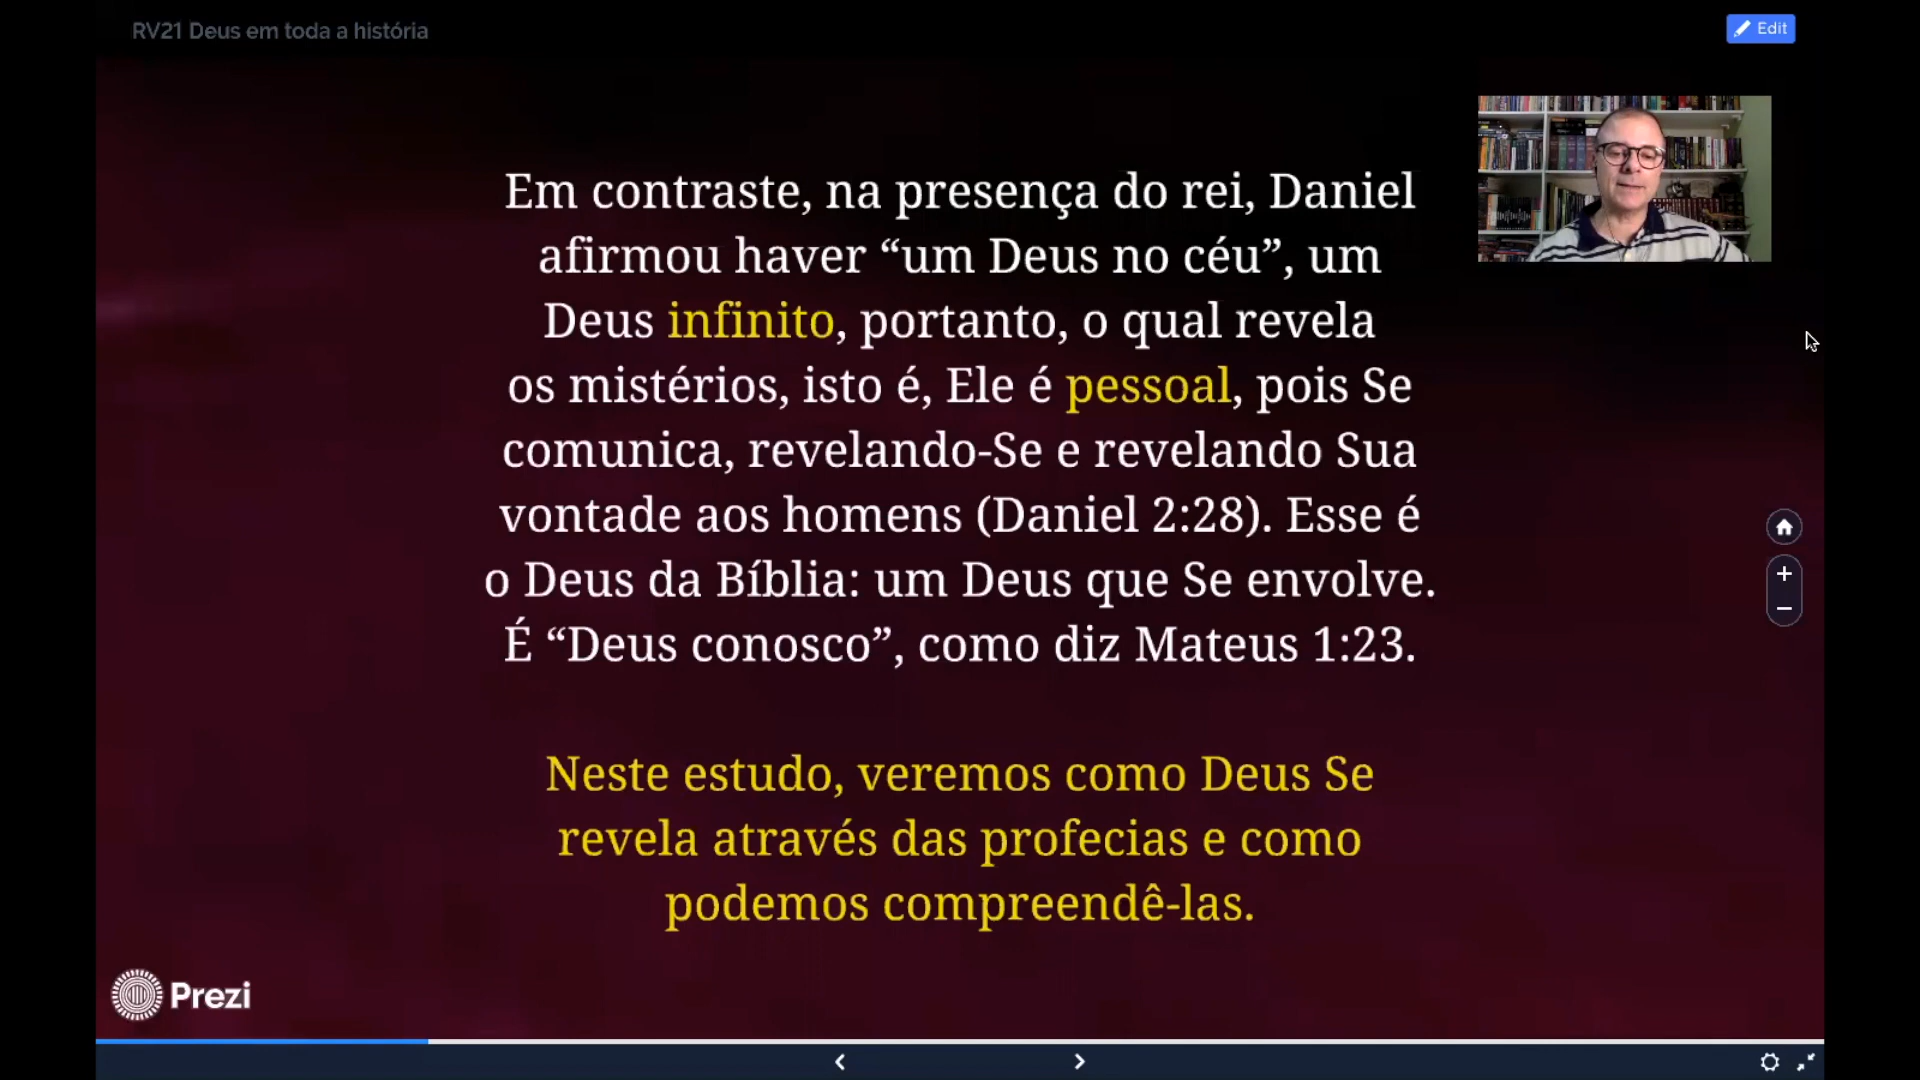 RV21 Deus em toda a história
Edit
Em contraste, na presença do rei, Daniel
afirmou haver “um Deus no céu”, um
Deus infinito, portanto, o qual revela
os mistérios, isto é, Ele é pessoal, pois Se
comunica, revelando-Se e revelando Sua
vontade aos homens (Daniel 2:28). Esse é
o Deus da Bíblia: um Deus que Se envolve.
É “Deus conosco”, como diz Mateus 1:23.
Neste estudo, veremos como Deus Se
revela através das profecias e como
podemos compreendê-las.
Prezi